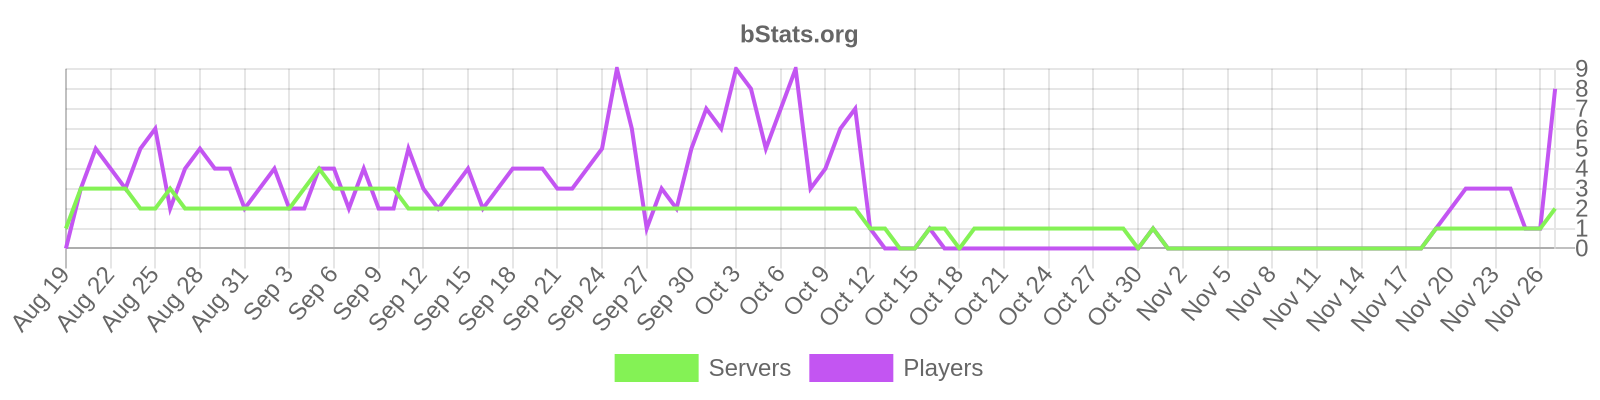 bStats.org
9
8
7
6
5
4
3
2
1
0
Aug 19
Aug 22
Aug 25
Aug 28
Aug 31
Sep 3
Sep 6
Sep 9
Sep 12
Sep 15
Sep 18
Sep 21
Sep 24
Sep 27
Sep 30
Oct 3
Oct 6
Oct 9
Oct 12
Oct 15
Oct 18
Oct 21
Oct 24
Oct 27
Oct 30
Nov 2
Nov 5
Nov 8
Nov 11
Nov 14
Nov 17
Nov 20
Nov 23
Nov 26
Servers
Players